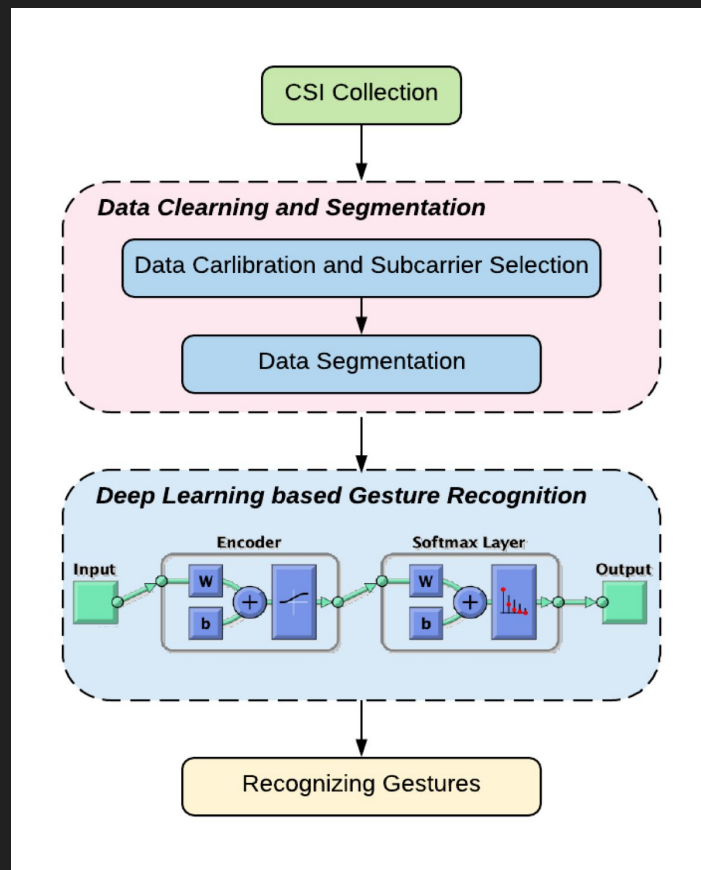 CSI Collection
Data Clearning and Segmentation
Data Carlibration and Subcarrier Selection
Data Segmentation
Deep Learning based Gesture Recognition
Encoder
Softmax Layer
Input
W
b
W
b
Output
Recognizing Gestures